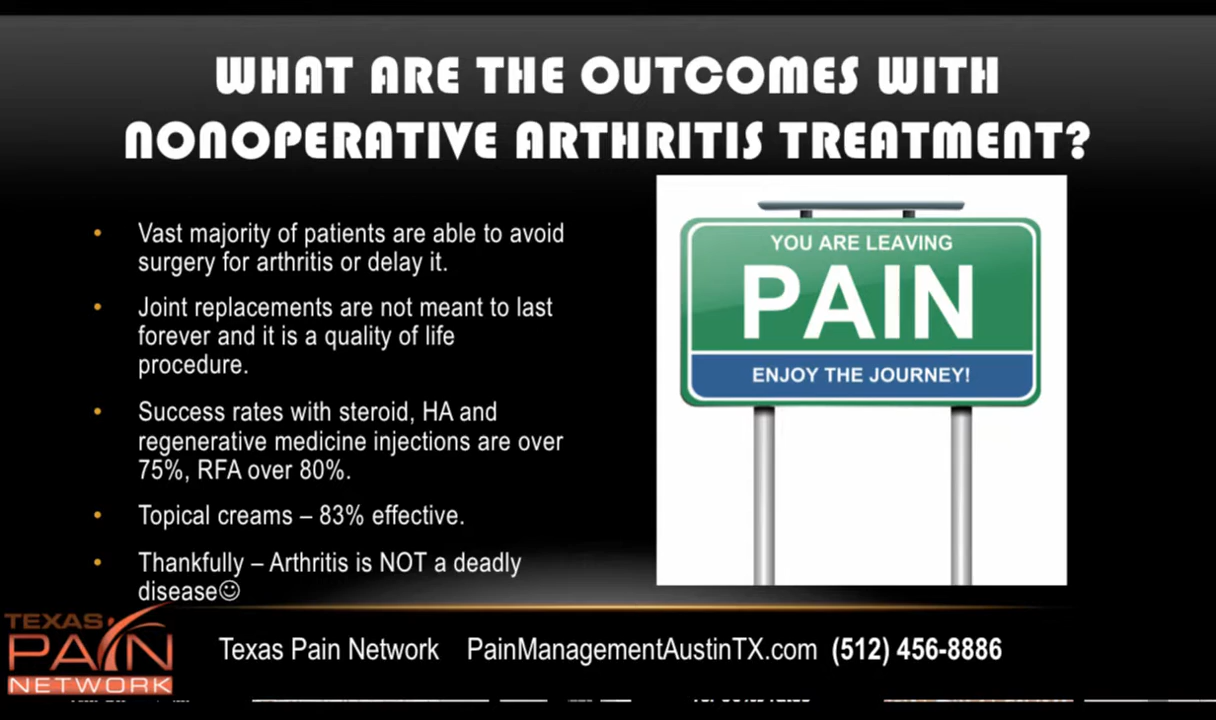 WHAT ARE THE OUTCOMES WITH
NONOPERATIVE ARTHRITIS TREATMENT?
• Vast majority of patients are able to avoid
surgery for arthritis or delay it.
• Joint replacements are not meant to last
forever and it is a quality of life
procedure.
• Success rates with steroid, HA and
regenerative medicine injections are over
75%, RFA over 80%.
• Topical creams – 83% effective.
• Thankfully – Arthritis is NOT a deadly
disease☺
YOU ARE LEAVING
PAIN
ENJOY THE JOURNEY!
TEXAS
PAIN
NETWORK
Texas Pain Network PainManagementAustinTX.com (512) 456-8886